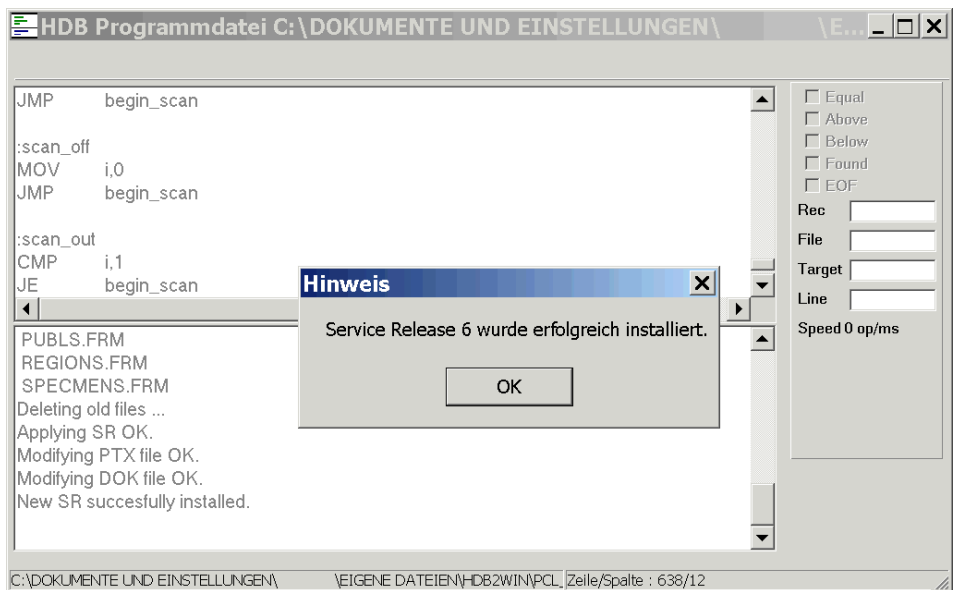 HDB Programmdatei C:\DOKUMENTE UND EINSTELLUNGEN\ \E...
JMP begin_scan
:scan_off
MOV i,0
JMP begin_scan
:scan_out
CMP i,1
JE begin_scan
Equal
Above
Below
Found
EOF
Rec
File
Target
Line
Speed 0 op/ms
Hinweis
Service Release 6 wurde erfolgreich installiert.
OK
PUBLS.FRM
REGIONS.FRM
SPECMENS.FRM
Deleting old files ...
Applying SR OK.
Modifying PTX file OK.
Modifying DOK file OK.
New SR succesfully installed.
C:\DOKUMENTE UND EINSTELLUNGEN\ \EIGENE DATEIEN\HDB2WIN\PCL_ Zeile/Spalte : 638/12